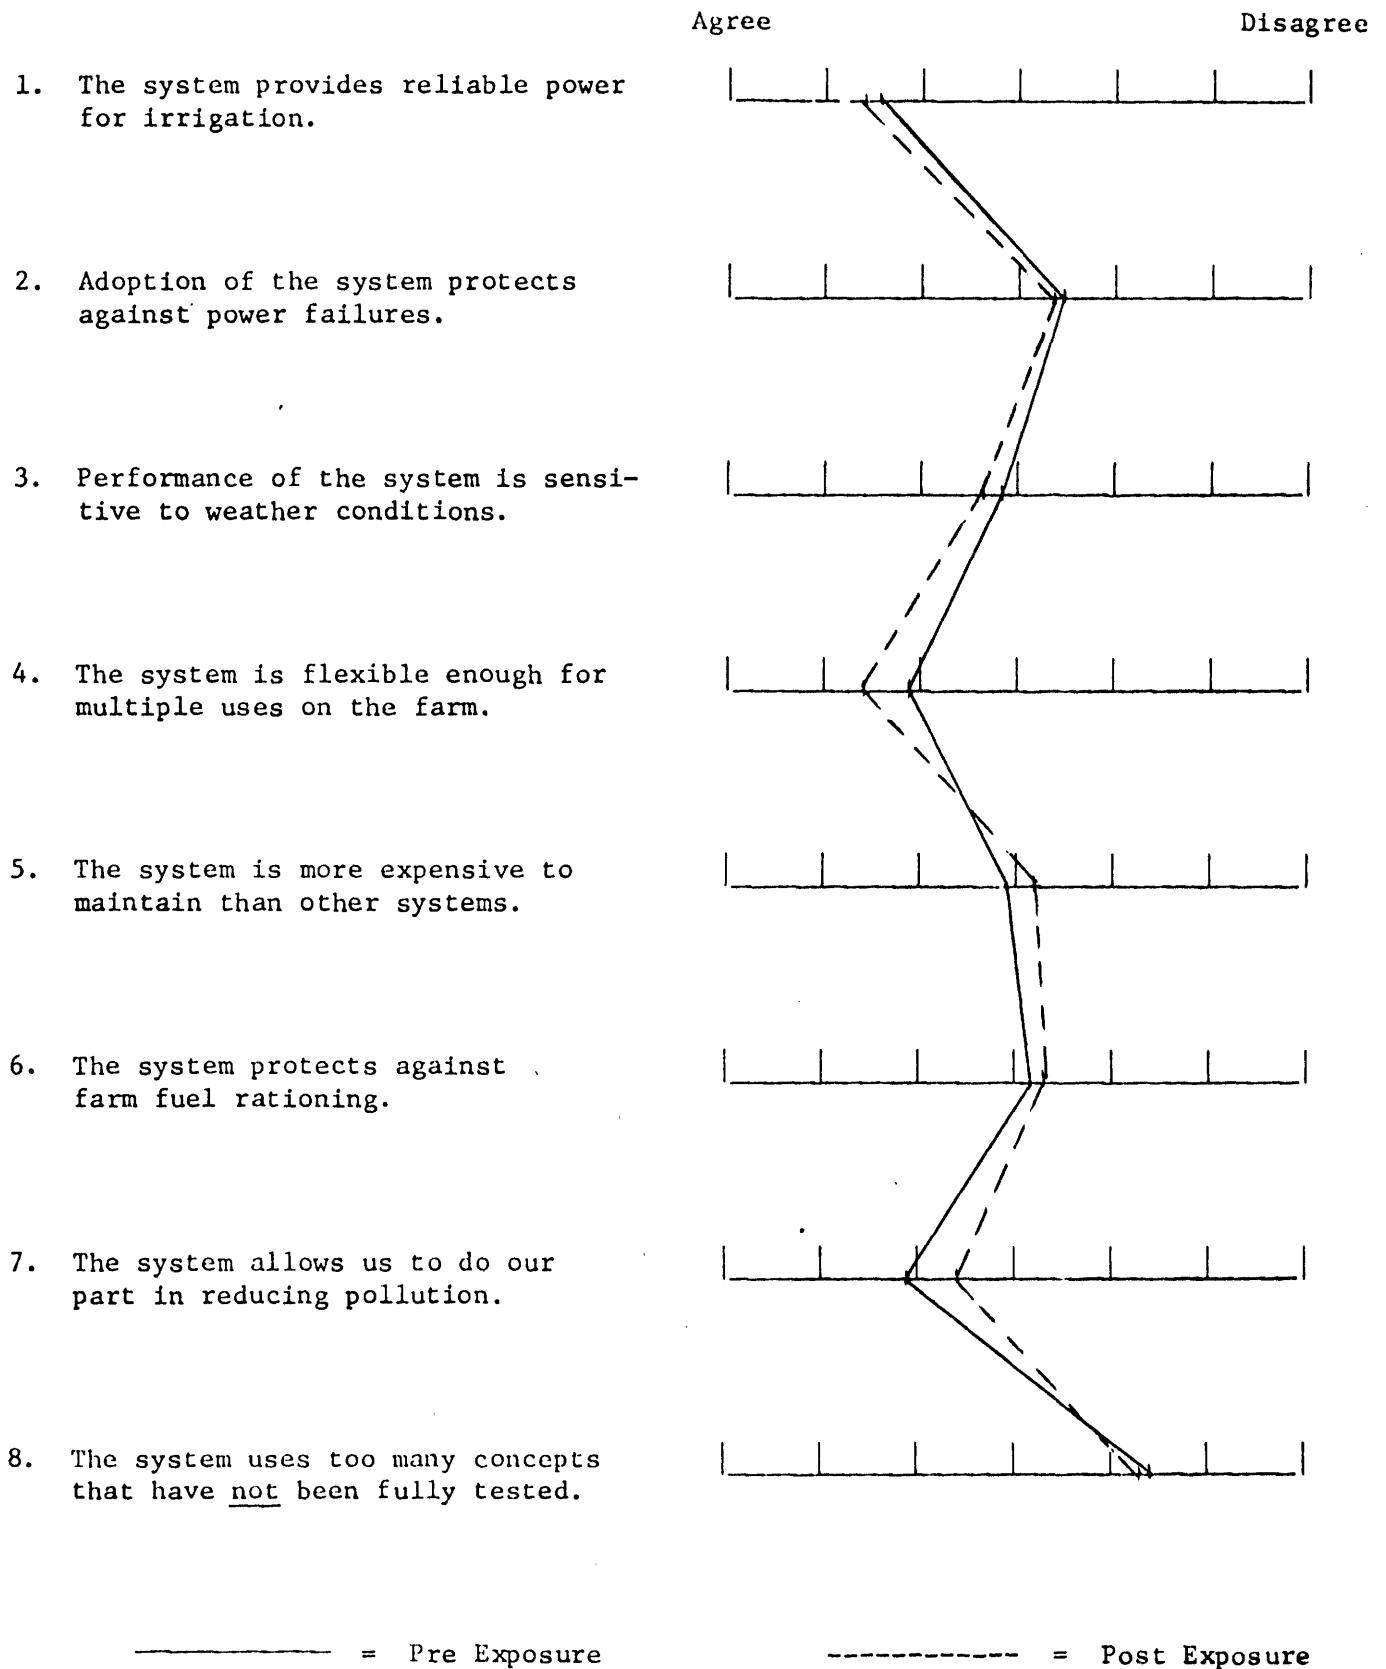 Agree Disagree
1. The system provides reliable power
for irrigation.
2. Adoption of the system protects
against power failures.
3. Performance of the system is sensi-
tive to weather conditions.
4. The system is flexible enough for
multiple uses on the farm.
5. The system is more expensive to
maintain than other systems.
6. The system protects against
farm fuel rationing.
7. The system allows us to do our
part in reducing pollution.
8. The system uses too many concepts
that have not been fully tested.
= Pre Exposure = Post Exposure